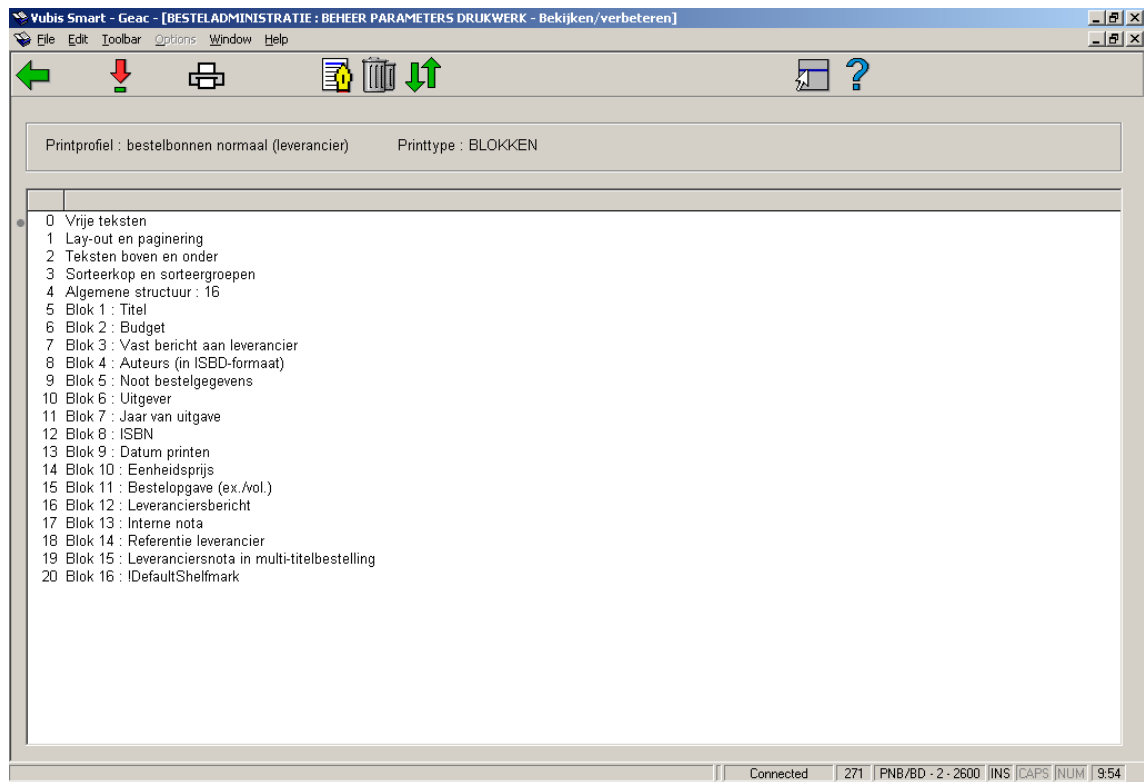 Vubis Smart - Geac - [BESTELADMINISTRATIE : BEHEER PARAMETERS DRUKWERK - Bekijken/verbeteren]
File Edit Toolbar Options Window Help
Printprofiel : bestelbonnen normaal (leverancier) Printtype : BLOKKEN
0 Vrije teksten
1 Lay-out en paginering
2 Teksten boven en onder
3 Sorteerkop en sorteergroepen
4 Algemene structuur : 16
5 Blok 1 : Titel
6 Blok 2 : Budget
7 Blok 3 : Vast bericht aan leverancier
8 Blok 4 : Auteurs (in ISBD-formaat)
9 Blok 5 : Noot bestelgegevens
10 Blok 6 : Uitgever
11 Blok 7 : Jaar van uitgave
12 Blok 8 : ISBN
13 Blok 9 : Datum printen
14 Blok 10 : Eenheidsprijs
15 Blok 11 : Bestelopgave (ex./vol.)
16 Blok 12 : Leveranciersbericht
17 Blok 13 : Interne nota
18 Blok 14 : Referentie leverancier
19 Blok 15 : Leveranciersnota in multi-titelbestelling
20 Blok 16 : !DefaultShelfmark
Connected 271 PNB/BD - 2 - 2600 INS CAPS NUM 9:54